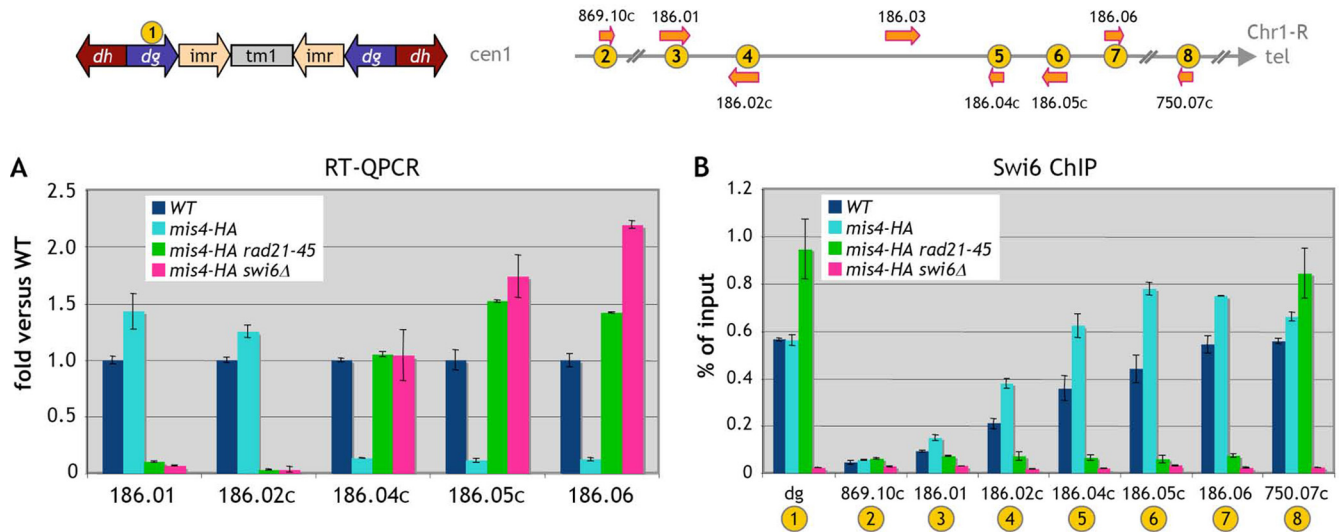 1
dh dg imr tm1 imr dg dh
cen1
869.10c 186.01 186.03 186.06
Chr1-R
tel
2 // 3 4 5 6 7 // 8 //
186.02c 186.04c 186.05c 750.07c
A
RT-QPCR
fold versus WT
2.5
2.0
1.5
1.0
0.5
0
WT
mis4-HA
mis4-HA rad21-45
mis4-HA swi6Δ
186.01 186.02c 186.04c 186.05c 186.06
B
Swi6 ChIP
% of input
1.2
1.0
0.8
0.6
0.4
0.2
0
WT
mis4-HA
mis4-HA rad21-45
mis4-HA swi6Δ
dg 869.10c 186.01 186.02c 186.04c 186.05c 186.06 750.07c
1 2 3 4 5 6 7 8